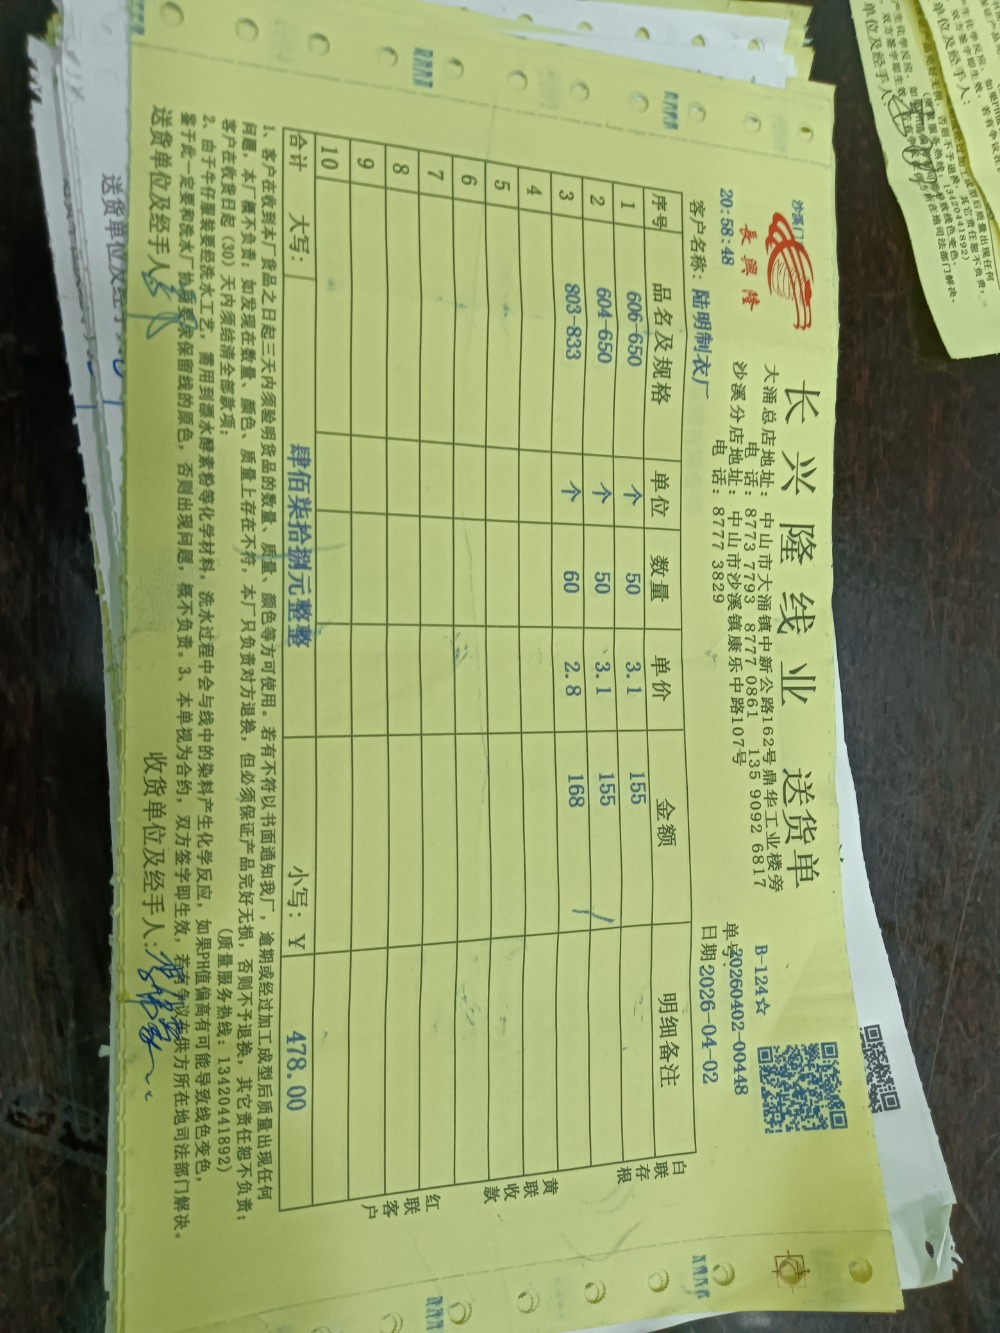 长兴隆线业 送货单
沙溪门
長興隆
大涌总店地址：中山市大涌镇中新公路162号鼎华工业楼旁
电 话：8773 7793 8777 0861 135 9092 6817
沙溪分店地址：中山市沙溪镇康乐中路107号
电 话：8777 3829
B-124☆
单号:20260402-00448
20:58:48
客户名称：陆明制衣厂
日期:2026-04-02
序号 品名及规格 单位 数量 单价 金额 明细备注
1 606-650 个 50 3.1 155
2 604-650 个 50 3.1 155
3 803-833 个 60 2.8 168
4
5
6
7
8
9
10
合计 大写： 肆佰柒拾捌元整整 小写：￥ 478.00
白联存根
黄联收款
红联客户
1、客户在收到本厂货品之日起三天内须验明货品的数量、质量、颜色等方可使用。若有不符以书面通知我厂，逾期或经过加工成型后质量出现任何
问题，本厂概不负责；如发现在数量、颜色、质量上存在不符，本厂只负责对方退换，但必须保证产品完好无损，否则不予退换，其它责任恕不负责；
客户在收货日起（30）天内须结清全部款项；
（质量服务热线：13420441892）
2、由于牛仔服装要经洗水工艺，需用到漂水酵素粉等化学材料，洗水过程中会与线中的染料产生化学反应，如果PH值偏高有可能导致线色变色，
鉴于此一定要和洗水厂协商要求保留线的原色，否则出现问题，概不负责。3、本单视为合约，双方签字即生效，若有争议在供方所在地司法部门解决。
送货单位及经手人:
收货单位及经手人:
送货单位及经手